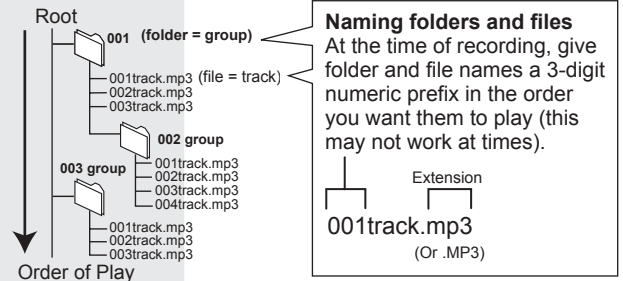 Root
001 (folder = group)
001track.mp3 (file = track)
002track.mp3
003track.mp3
002 group
001track.mp3
002track.mp3
003track.mp3
004track.mp3
003 group
001track.mp3
002track.mp3
003track.mp3
Order of Play
Naming folders and files
At the time of recording, give
folder and file names a 3-digit
numeric prefix in the order
you want them to play (this
may not work at times).
Extension
001track.mp3
(Or .MP3)